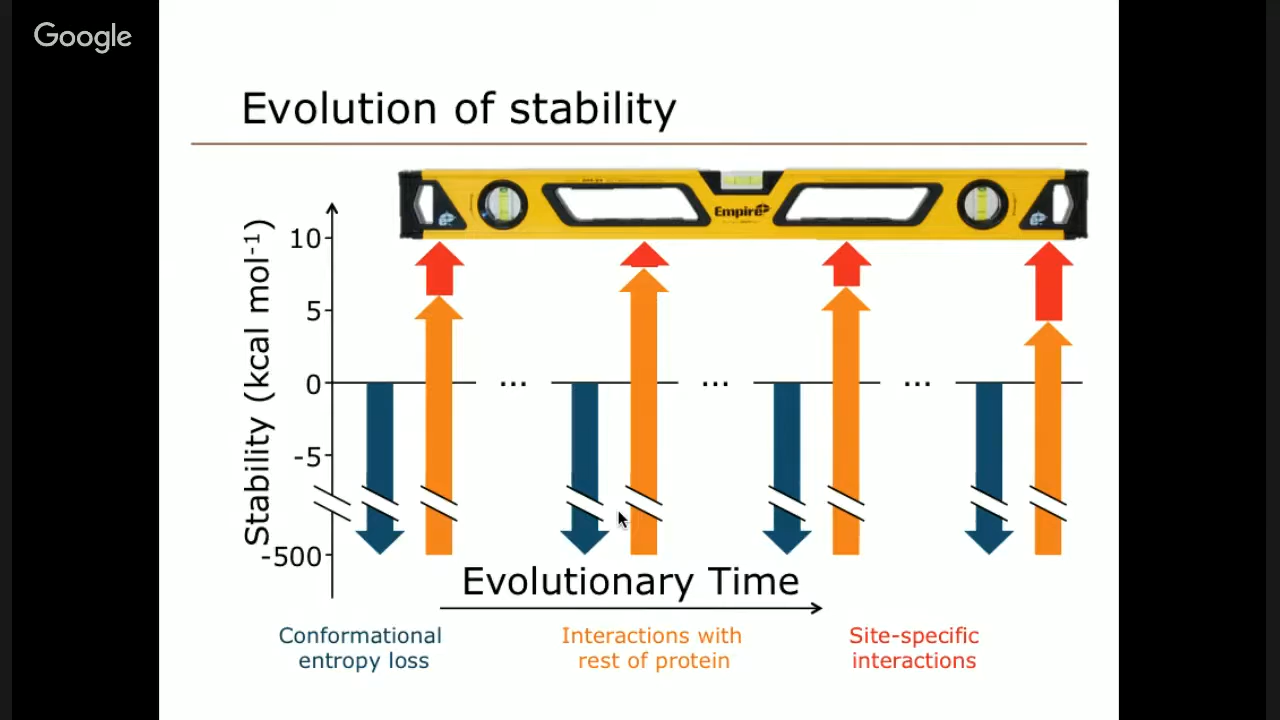 Google
Evolution of stability
Empire
Stability (kcal mol-1)
10
5
0
-5
-500
... ... ...
Evolutionary Time
Conformational
entropy loss
Interactions with
rest of protein
Site-specific
interactions